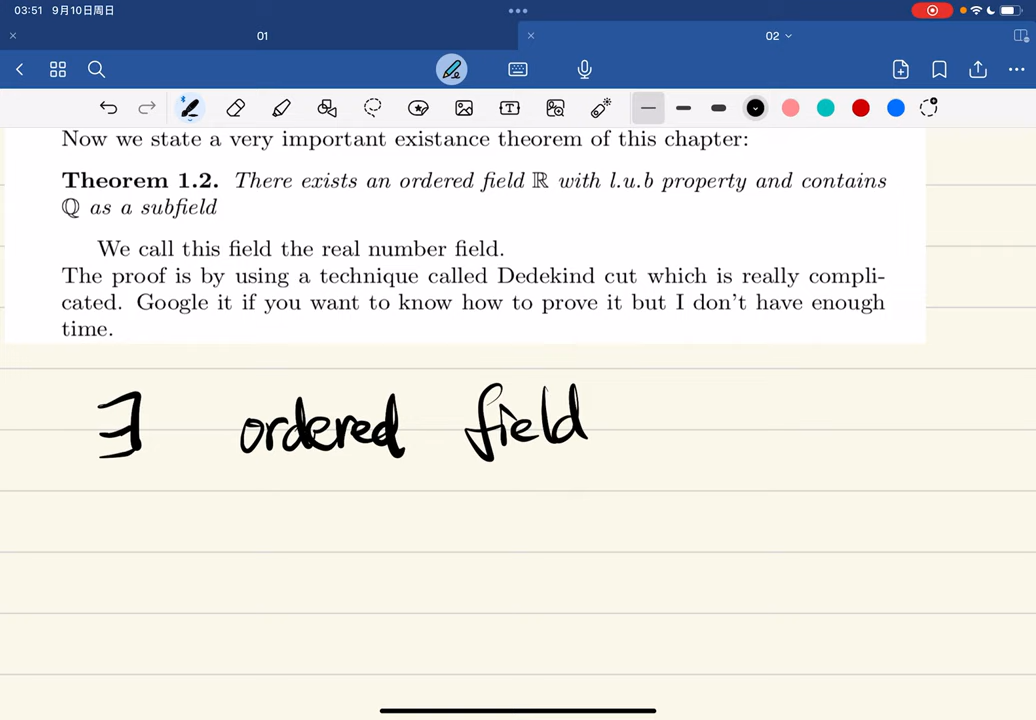 03:51 9月10日周日
01
02
Now we state a very important existance theorem of this chapter:
Theorem 1.2. There exists an ordered field ℝ with l.u.b property and contains
ℚ as a subfield
We call this field the real number field.
The proof is by using a technique called Dedekind cut which is really compli-
cated. Google it if you want to know how to prove it but I don't have enough
time.
∃ ordered field